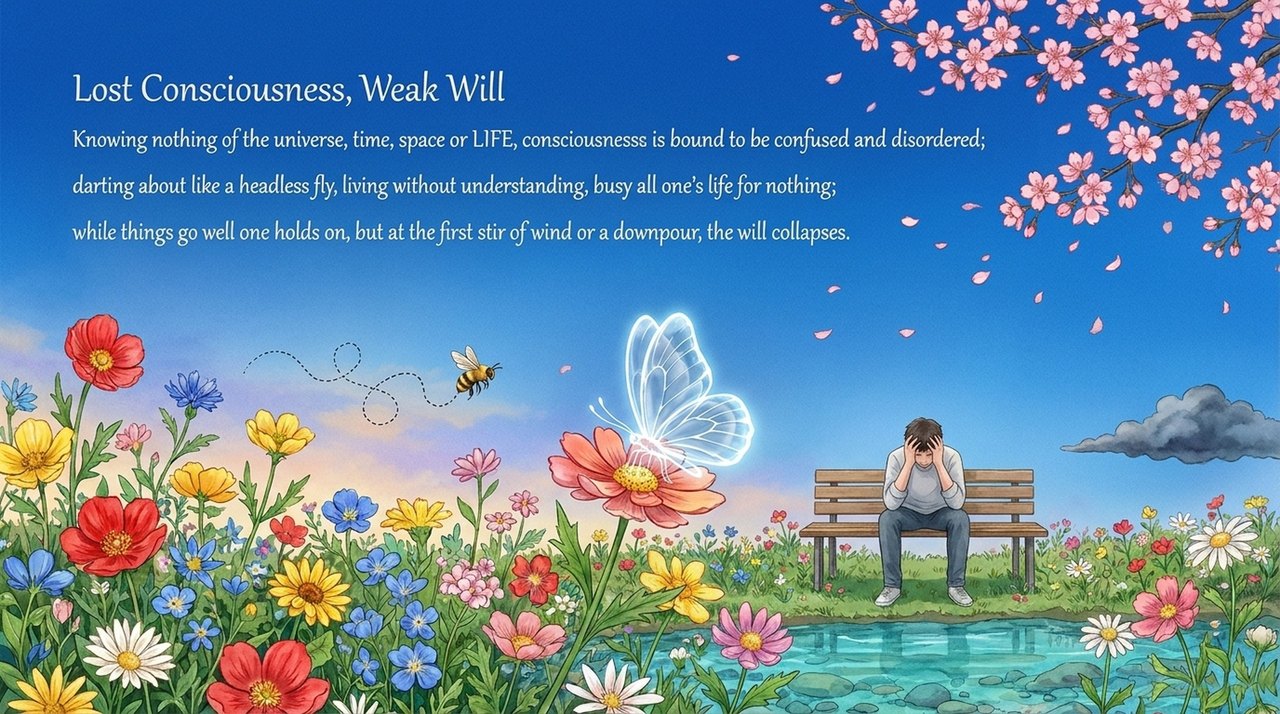 Lost Consciousness, Weak Will
Knowing nothing of the universe, time, space or LIFE, consciousnesss is bound to be confused and disordered;
darting about like a headless fly, living without understanding, busy all one's life for nothing;
while things go well one holds on, but at the first stir of wind or a downpour, the will collapses.